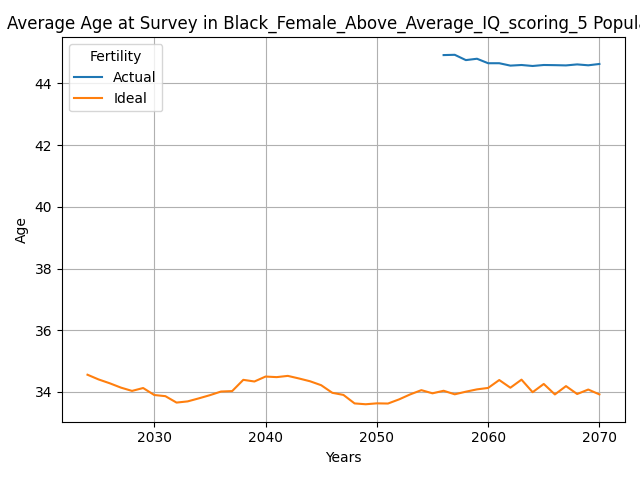 Average Age at Survey in Black_Female_Above_Average_IQ_scoring_5 Popula
Fertility
Actual
Ideal
44
42
40
38
36
34
Age
2030 2040 2050 2060 2070
Years